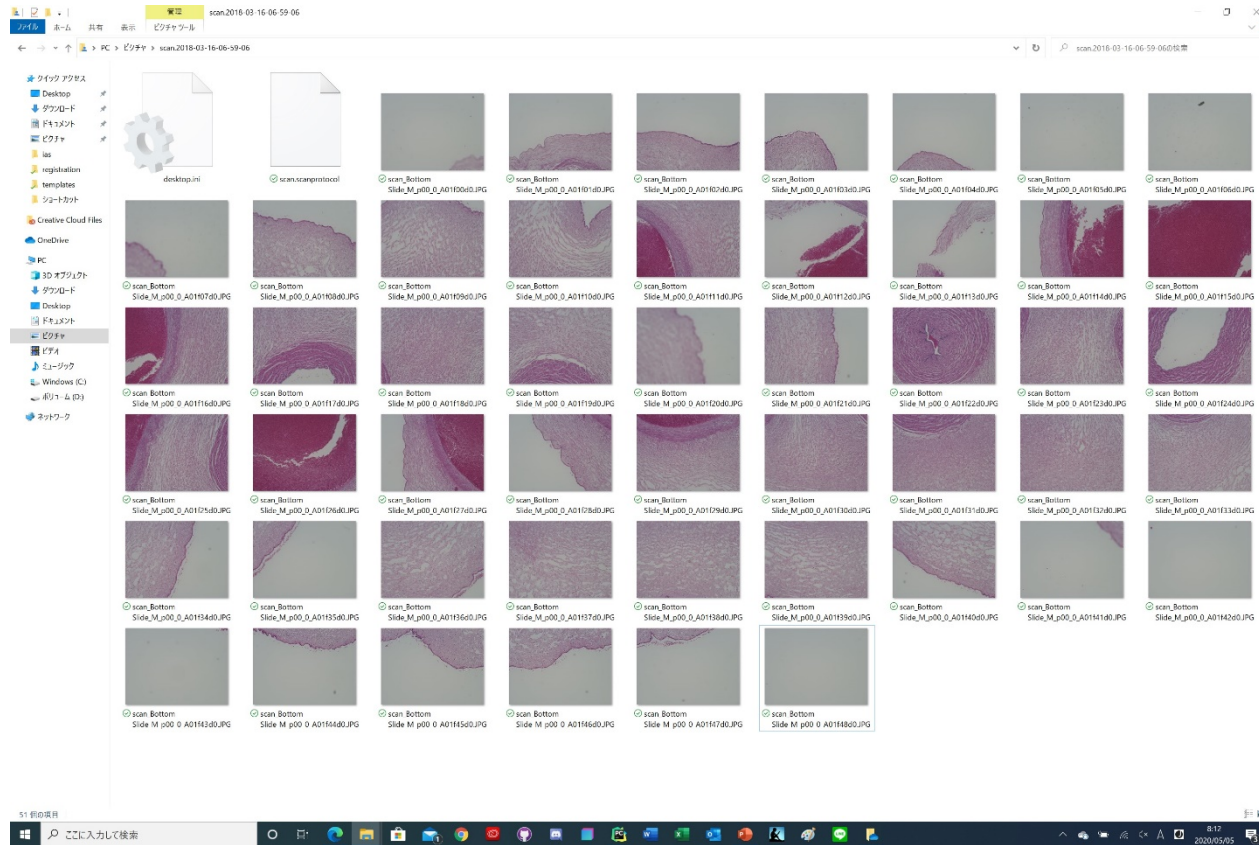 管理
scan.2018-03-16-06-59-06
ファイル
ホーム
共有
表示
ピクチャ ツール
PC
ピクチャ
scan.2018-03-16-06-59-06
scan.2018-03-16-06-59-06の検索
クイック アクセス
Desktop
ダウンロード
ドキュメント
ピクチャ
ias
registration
templates
ショートカット
Creative Cloud Files
OneDrive
PC
3D オブジェクト
ダウンロード
Desktop
ドキュメント
ピクチャ
ビデオ
ミュージック
Windows (C:)
ボリューム (D:)
ネットワーク
desktop.ini
scan.scanprotocol
scan_Bottom
Slide_M_p00_0_A01f00d0.JPG
scan_Bottom
Slide_M_p00_0_A01f01d0.JPG
scan_Bottom
Slide_M_p00_0_A01f02d0.JPG
scan_Bottom
Slide_M_p00_0_A01f03d0.JPG
scan_Bottom
Slide_M_p00_0_A01f04d0.JPG
scan_Bottom
Slide_M_p00_0_A01f05d0.JPG
scan_Bottom
Slide_M_p00_0_A01f06d0.JPG
scan_Bottom
Slide_M_p00_0_A01f07d0.JPG
scan_Bottom
Slide_M_p00_0_A01f08d0.JPG
scan_Bottom
Slide_M_p00_0_A01f09d0.JPG
scan_Bottom
Slide_M_p00_0_A01f10d0.JPG
scan_Bottom
Slide_M_p00_0_A01f11d0.JPG
scan_Bottom
Slide_M_p00_0_A01f12d0.JPG
scan_Bottom
Slide_M_p00_0_A01f13d0.JPG
scan_Bottom
Slide_M_p00_0_A01f14d0.JPG
scan_Bottom
Slide_M_p00_0_A01f15d0.JPG
scan_Bottom
Slide_M_p00_0_A01f16d0.JPG
scan_Bottom
Slide_M_p00_0_A01f17d0.JPG
scan_Bottom
Slide_M_p00_0_A01f18d0.JPG
scan_Bottom
Slide_M_p00_0_A01f19d0.JPG
scan_Bottom
Slide_M_p00_0_A01f20d0.JPG
scan_Bottom
Slide_M_p00_0_A01f21d0.JPG
scan_Bottom
Slide_M_p00_0_A01f22d0.JPG
scan_Bottom
Slide_M_p00_0_A01f23d0.JPG
scan_Bottom
Slide_M_p00_0_A01f24d0.JPG
scan_Bottom
Slide_M_p00_0_A01f25d0.JPG
scan_Bottom
Slide_M_p00_0_A01f26d0.JPG
scan_Bottom
Slide_M_p00_0_A01f27d0.JPG
scan_Bottom
Slide_M_p00_0_A01f28d0.JPG
scan_Bottom
Slide_M_p00_0_A01f29d0.JPG
scan_Bottom
Slide_M_p00_0_A01f30d0.JPG
scan_Bottom
Slide_M_p00_0_A01f31d0.JPG
scan_Bottom
Slide_M_p00_0_A01f32d0.JPG
scan_Bottom
Slide_M_p00_0_A01f33d0.JPG
scan_Bottom
Slide_M_p00_0_A01f34d0.JPG
scan_Bottom
Slide_M_p00_0_A01f35d0.JPG
scan_Bottom
Slide_M_p00_0_A01f36d0.JPG
scan_Bottom
Slide_M_p00_0_A01f37d0.JPG
scan_Bottom
Slide_M_p00_0_A01f38d0.JPG
scan_Bottom
Slide_M_p00_0_A01f39d0.JPG
scan_Bottom
Slide_M_p00_0_A01f40d0.JPG
scan_Bottom
Slide_M_p00_0_A01f41d0.JPG
scan_Bottom
Slide_M_p00_0_A01f42d0.JPG
scan_Bottom
Slide_M_p00_0_A01f43d0.JPG
scan_Bottom
Slide_M_p00_0_A01f44d0.JPG
scan_Bottom
Slide_M_p00_0_A01f45d0.JPG
scan_Bottom
Slide_M_p00_0_A01f46d0.JPG
scan_Bottom
Slide_M_p00_0_A01f47d0.JPG
scan_Bottom
Slide_M_p00_0_A01f48d0.JPG
51 個の項目
ここに入力して検索
A
8:12
2020/05/05